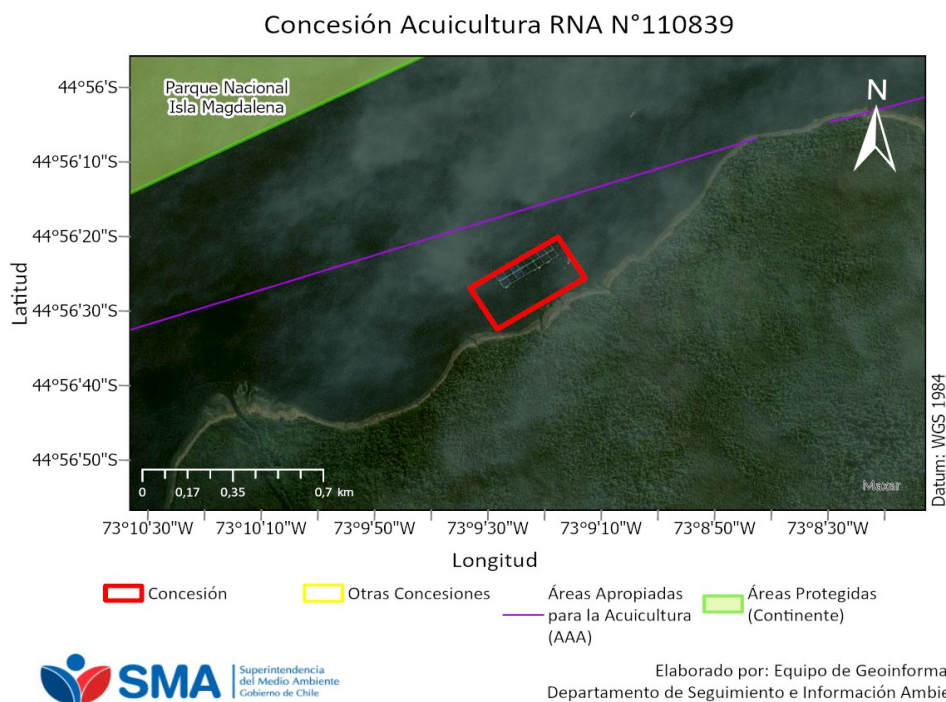 Concesión Acuicultura RNA N°110839
Parque Nacional
Isla Magdalena
N
44°56'S
44°56'10"S
44°56'20"S
44°56'30"S
44°56'40"S
44°56'50"S
Latitud
Datum: WGS 1984
0 0,17 0,35 0,7 km
Maxar
73°10'30"W 73°10'10"W 73°9'50"W 73°9'30"W 73°9'10"W 73°8'50"W 73°8'30"W
Longitud
Concesión
Otras Concesiones
Áreas Apropiadas
para la Acuicultura
(AAA)
Áreas Protegidas
(Continente)
SMA
Superintendencia
del Medio Ambiente
Gobierno de Chile
Elaborado por: Equipo de Geoinforma
Departamento de Seguimiento e Información Ambie